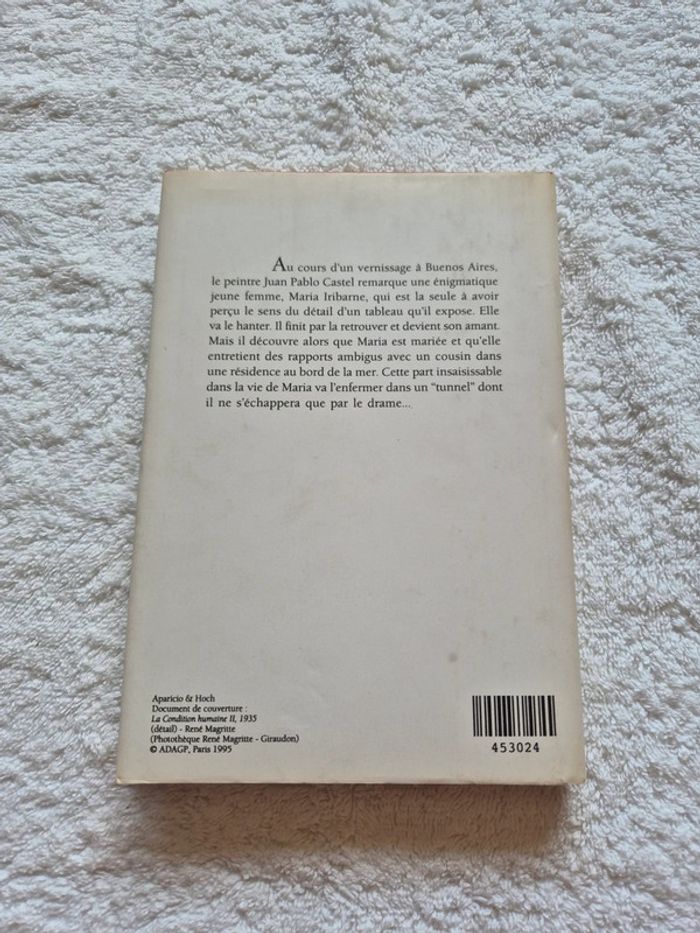 Au cours d'un vernissage à Buenos Aires,
le peintre Juan Pablo Castel remarque une énigmatique
jeune femme, Maria Iribarne, qui est la seule à avoir
perçu le sens du détail d'un tableau qu'il expose. Elle
va le hanter. Il finit par la retrouver et devient son amant.
Mais il découvre alors que Maria est mariée et qu'elle
entretient des rapports ambigus avec un cousin dans
une résidence au bord de la mer. Cette part insaisissable
dans la vie de Maria va l'enfermer dans un “tunnel” dont
il ne s'échappera que par le drame...
Aparicio & Hoch
Document de couverture :
La Condition humaine II, 1935
(détail) - René Magritte
(Photothèque René Magritte - Giraudon)
© ADAGP, Paris 1995
453024